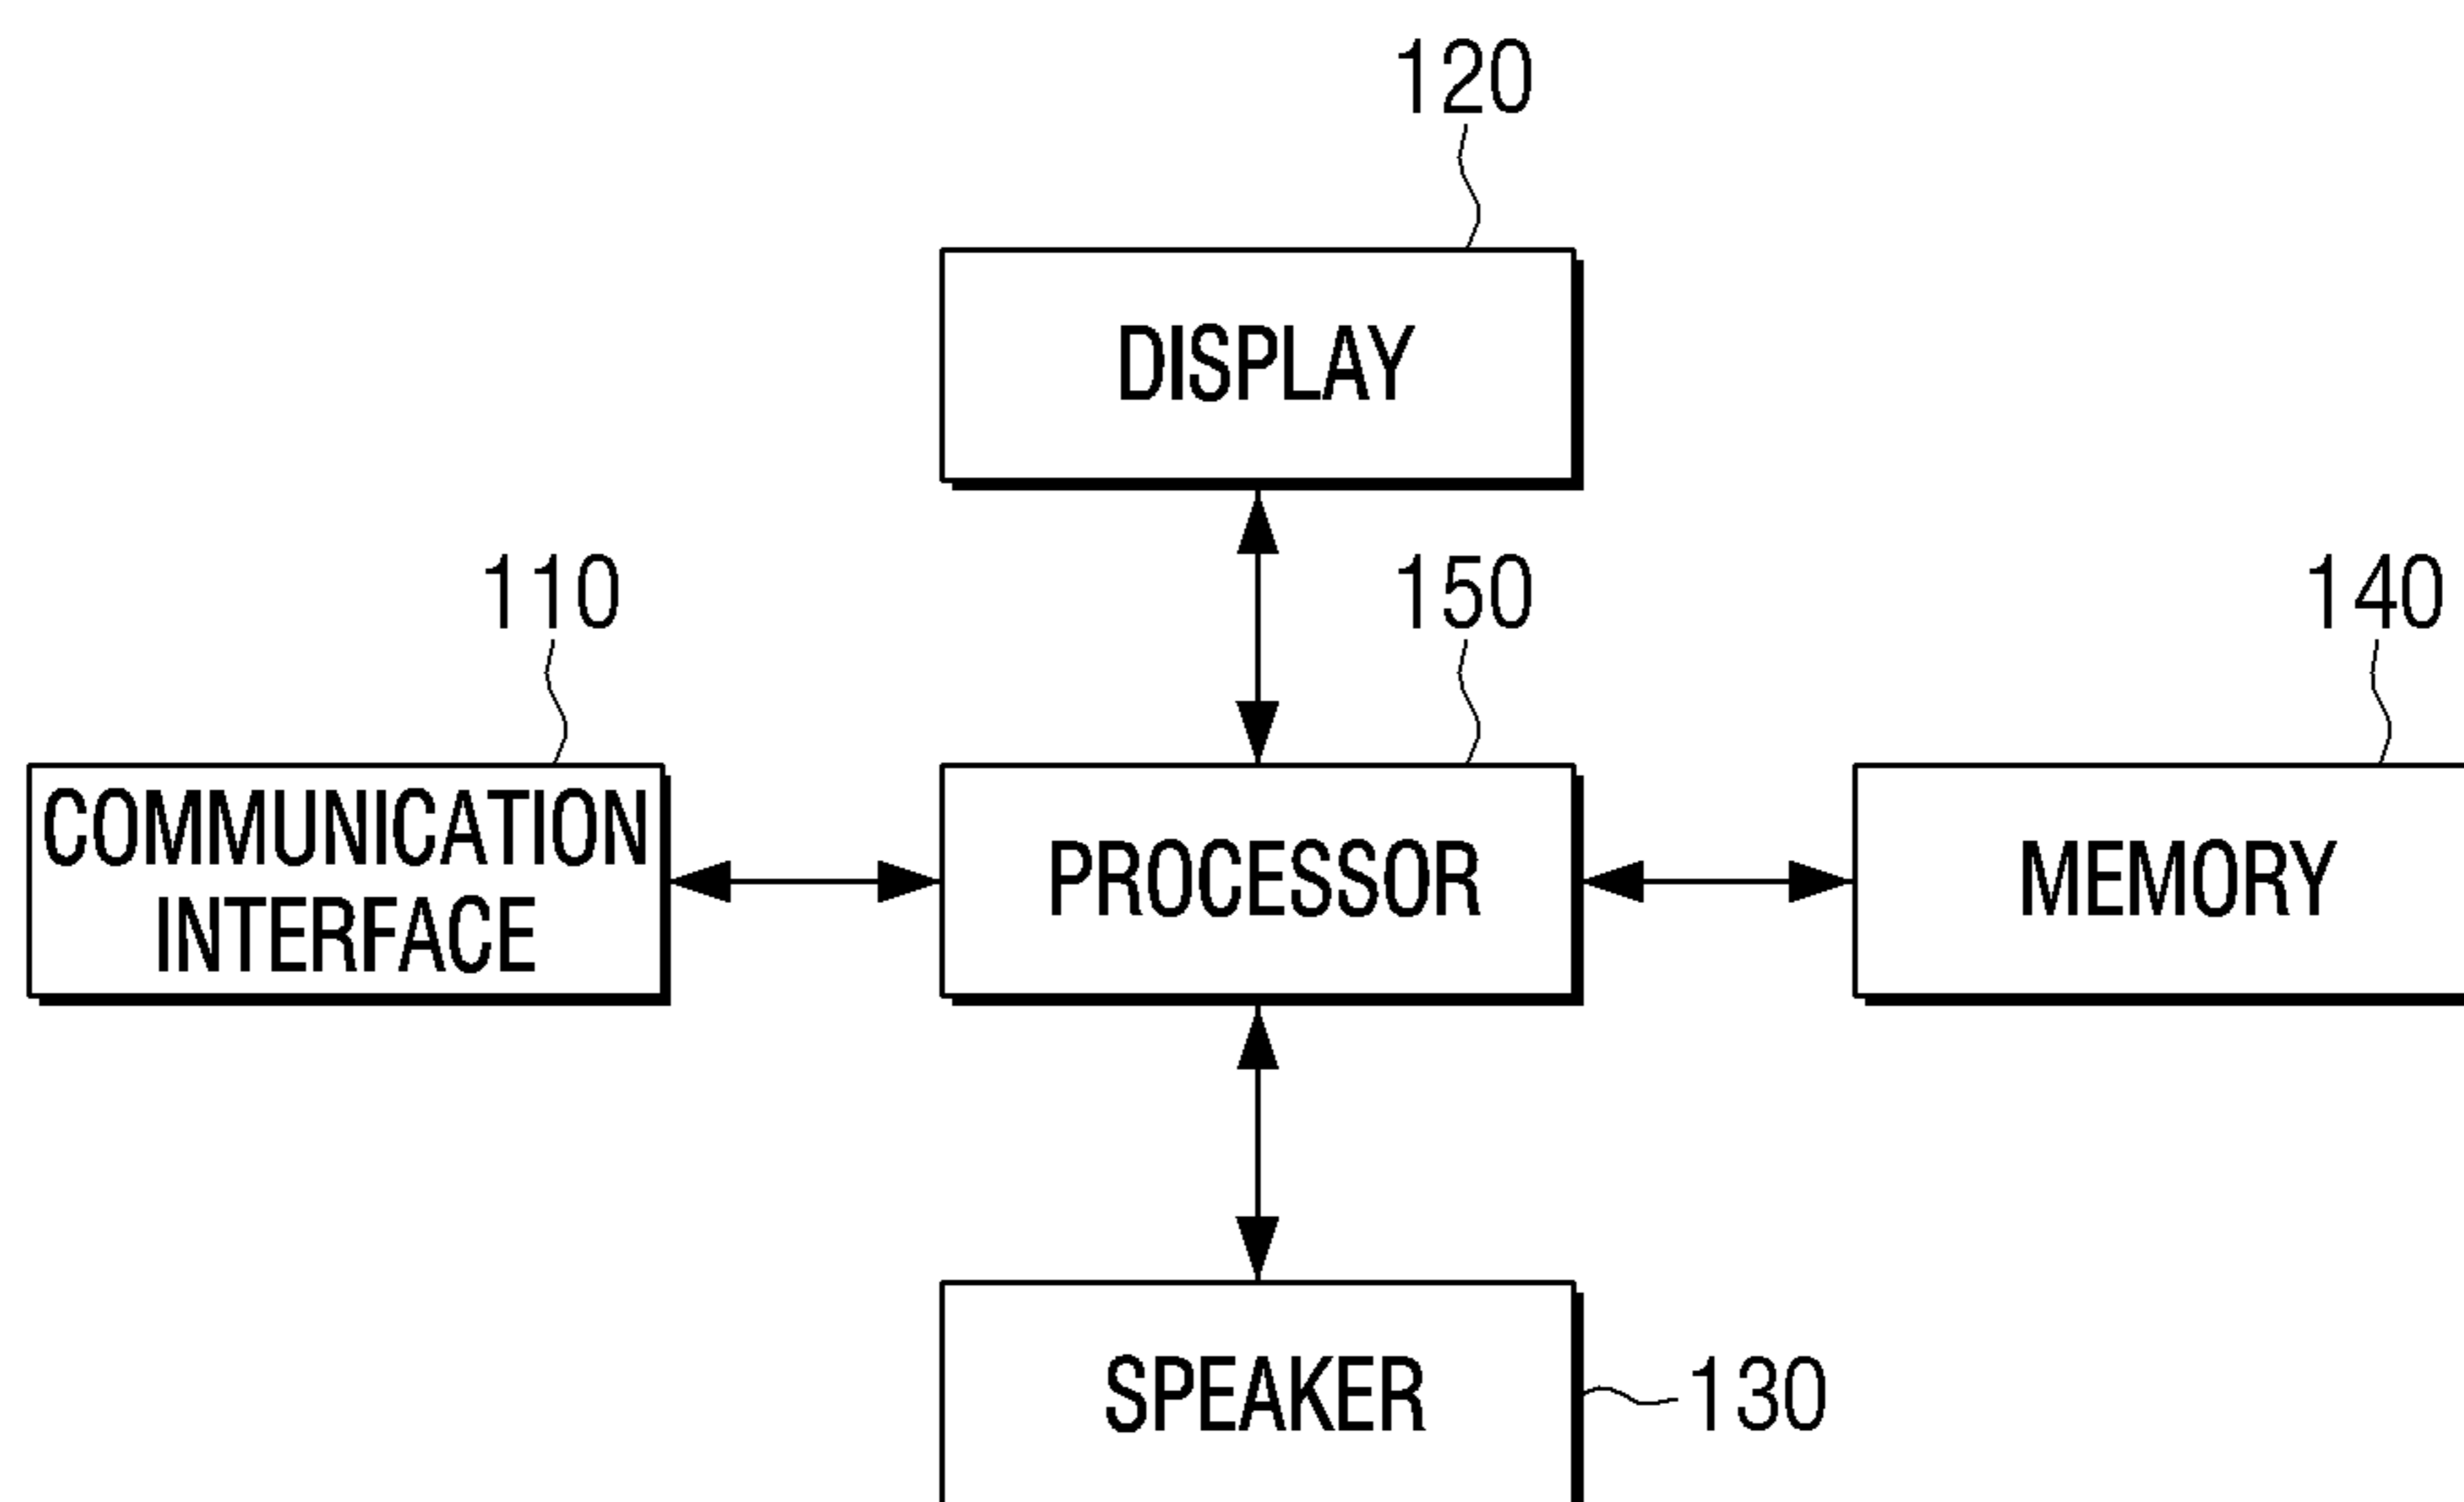 120
DISPLAY
110
150
140
COMMUNICATION
INTERFACE
PROCESSOR
MEMORY
SPEAKER
130